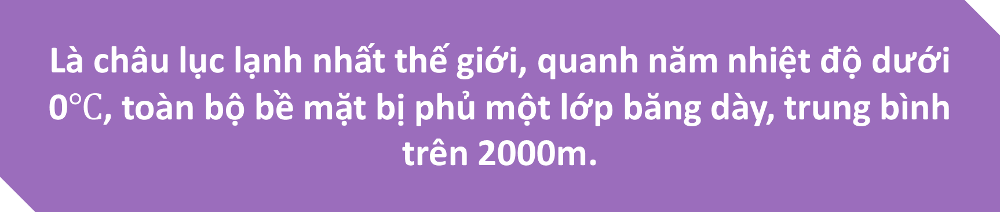 Là châu lục lạnh nhất thế giới, quanh năm nhiệt độ dưới
0℃, toàn bộ bề mặt bị phủ một lớp băng dày, trung bình
trên 2000m.